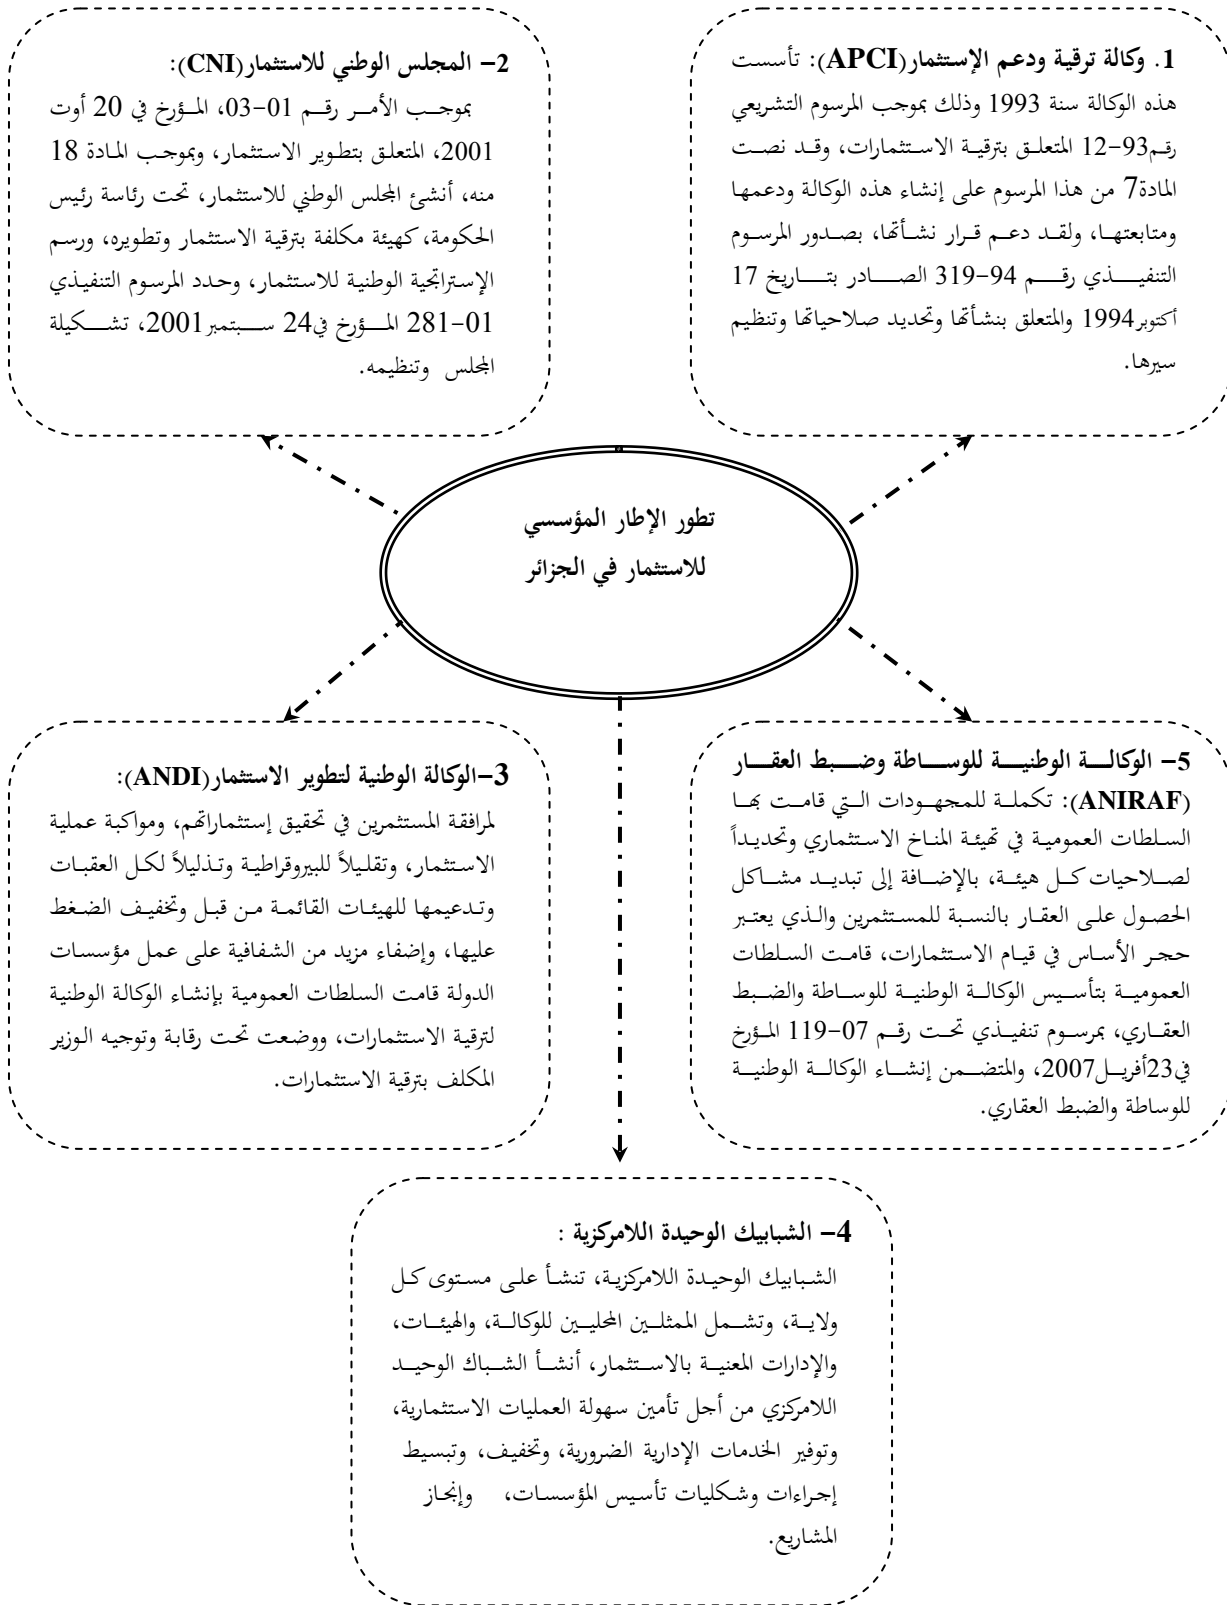 1. وكالة ترقية ودعم الإستثمار(APCI): تأسست
هذه الوكالة سنة 1993 وذلك بموجب المرسوم التشريعي
رقم93-12 المتعلق بترقية الاستثمارات، وقد نصت
المادة7 من هذا المرسوم على إنشاء هذه الوكالة ودعمها
ومتابعتها، ولقد دعم قرار نشأتها، بصدور المرسوم
التنفيذي رقم 94-319 الصادر بتاريخ 17
أكتوبر1994 والمتعلق بنشأتها وتحديد صلاحياتها وتنظيم
سيرها.
2- المجلس الوطني للاستثمار(CNI):
بموجب الأمر رقم 01-03، المؤرخ في 20 أوت
2001، المتعلق بتطوير الاستثمار، وبموجب المادة 18
منه، أنشئ المجلس الوطني للاستثمار، تحت رئاسة رئيس
الحكومة، كهيئة مكلفة بترقية الاستثمار وتطويره، ورسم
الإستراتجية الوطنية للاستثمار، وحدد المرسوم التنفيذي
01-281 المؤرخ في24 سبتمبر2001، تشكيلة
المجلس وتنظيمه.
تطور الإطار المؤسسي
للاستثمار في الجزائر
5- الوكالة الوطنية للوساطة وضبط العقار
(ANIRAF): تكملة للمجهودات التي قامت بها
السلطات العمومية في تهيئة المناخ الاستثماري وتحديداً
لصلاحيات كل هيئة، بالإضافة إلى تبديد مشاكل
الحصول على العقار بالنسبة للمستثمرين والذي يعتبر
حجر الأساس في قيام الاستثمارات، قامت السلطات
العمومية بتأسيس الوكالة الوطنية للوساطة والضبط
العقاري، بمرسوم تنفيذي تحت رقم 07-119 المؤرخ
في23أفريل2007، والمتضمن إنشاء الوكالة الوطنية
للوساطة والضبط العقاري.
3-الوكالة الوطنية لتطوير الاستثمار(ANDI):
لمرافقة المستثمرين في تحقيق إستثماراتهم، ومواكبة عملية
الاستثمار، وتقليلاً للبيروقراطية وتذليلاً لكل العقبات
وتدعيمها للهيئات القائمة من قبل وتخفيف الضغط
عليها، وإضفاء مزيد من الشفافية على عمل مؤسسات
الدولة قامت السلطات العمومية بإنشاء الوكالة الوطنية
لترقية الاستثمارات، ووضعت تحت رقابة وتوجيه الوزير
المكلف بترقية الاستثمارات.
4- الشبابيك الوحيدة اللامركزية :
الشبابيك الوحيدة اللامركزية، تنشأ على مستوى كل
ولاية، وتشمل الممثلين المحليين للوكالة، والهيئات،
والإدارات المعنية بالاستثمار، أنشأ الشباك الوحيد
اللامركزي من أجل تأمين سهولة العمليات الاستثمارية،
وتوفير الخدمات الإدارية الضرورية، وتخفيف، وتبسيط
إجراءات وشكليات تأسيس المؤسسات، وإنجاز
المشاريع.